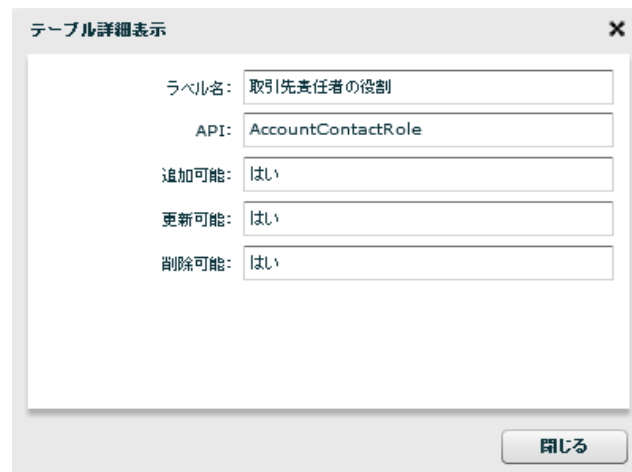 テーブル詳細表示
ラベル名: 取引先責任者の役割
API: AccountContactRole
追加可能: はい
更新可能: はい
削除可能: はい
閉じる